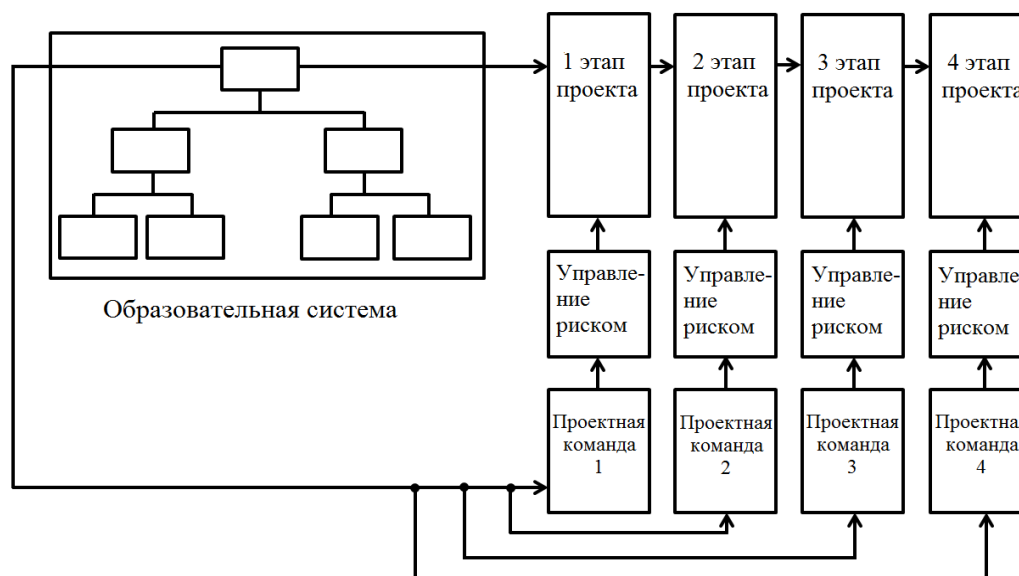 1 этап
проекта
2 этап
проекта
3 этап
проекта
4 этап
проекта
Образовательная система
Управле-
ние
риском
Управле-
ние
риском
Управле-
ние
риском
Управле-
ние
риском
Проектная
команда
1
Проектная
команда
2
Проектная
команда
3
Проектная
команда
4